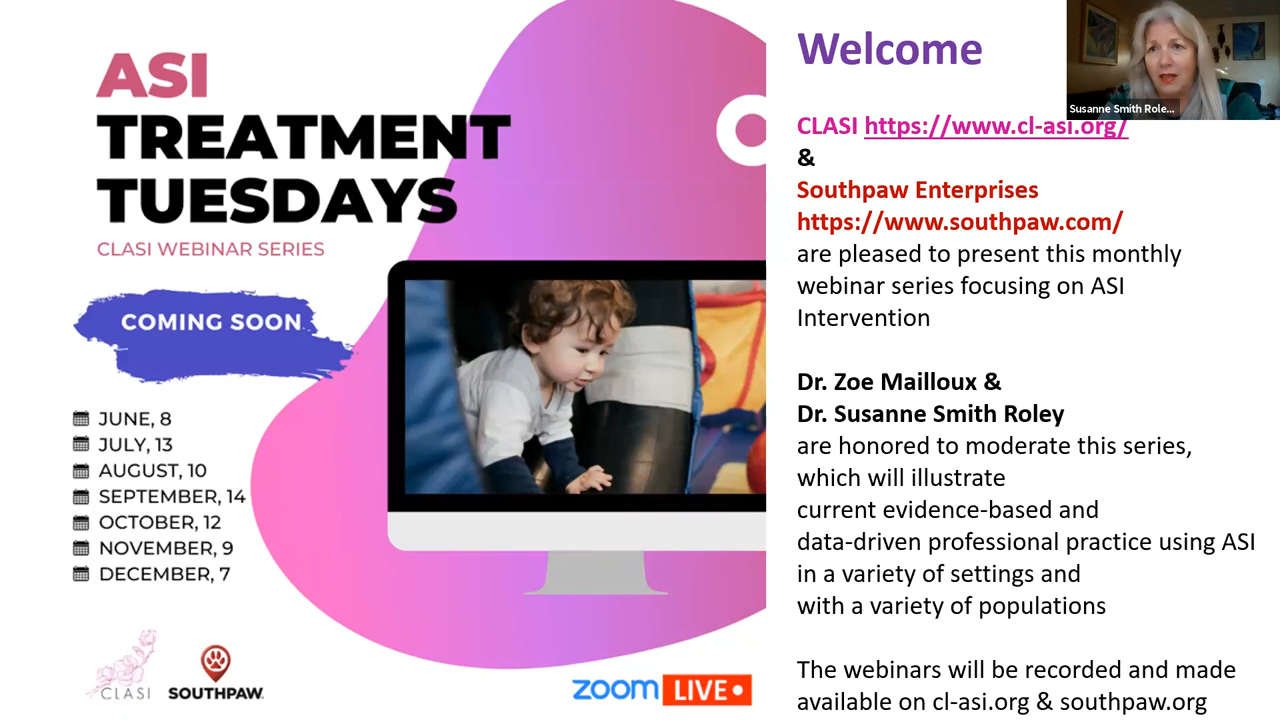 ASI
TREATMENT
TUESDAYS
CLASI WEBINAR SERIES
COMING SOON
JUNE, 8
JULY, 13
AUGUST, 10
SEPTEMBER, 14
OCTOBER, 12
NOVEMBER, 9
DECEMBER, 7
CLASI
SOUTHPAW
zoom LIVE
Welcome
CLASI https://www.cl-asi.org/
&
Southpaw Enterprises
https://www.southpaw.com/
are pleased to present this monthly
webinar series focusing on ASI
Intervention
Dr. Zoe Mailloux &
Dr. Susanne Smith Roley
are honored to moderate this series,
which will illustrate
current evidence-based and
data-driven professional practice using ASI
in a variety of settings and
with a variety of populations
The webinars will be recorded and made
available on cl-asi.org & southpaw.org
Susanne Smith Role...